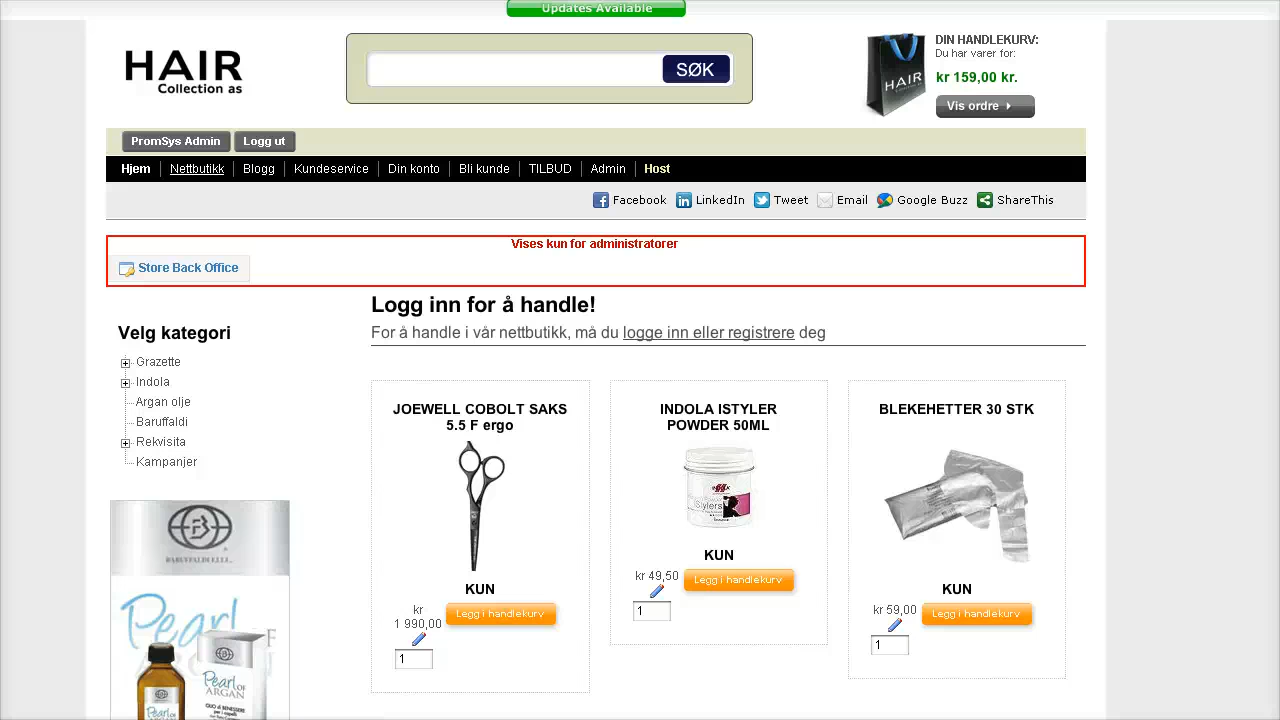 Updates Available
HAIR
Collection as
SØK
HAIR
DIN HANDLEKURV:
Du har varer for:
kr 159,00 kr.
Vis ordre
PromSys Admin
Logg ut
Hjem
Nettbutikk
Blogg
Kundeservice
Din konto
Bli kunde
TILBUD
Admin
Host
Facebook
LinkedIn
Tweet
Email
Google Buzz
ShareThis
Vises kun for administratorer
Store Back Office
Velg kategori
Grazette
Indola
Argan olje
Baruffaldi
Rekvisita
Kampanjer
Pearl
Pearl
OF
ARGAN
Logg inn for å handle!
For å handle i vår nettbutikk, må du logge inn eller registrere deg
JOEWELL COBOLT SAKS
5.5 F ergo
KUN
kr
1 990,00
Legg i handlekurv
1
INDOLA ISTYLER
POWDER 50ML
KUN
kr 49,50
Legg i handlekurv
1
BLEKEHETTER 30 STK
KUN
kr 59,00
Legg i handlekurv
1